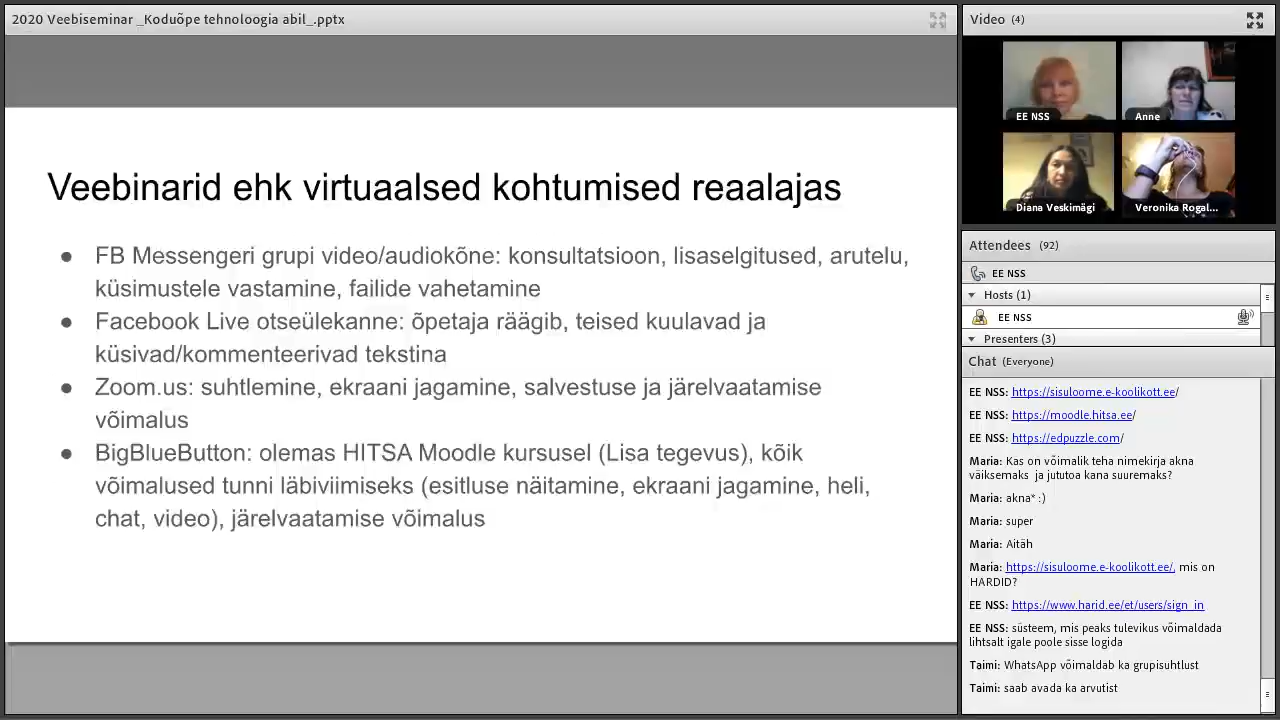 2020 Veebiseminar _Koduõpe tehnoloogia abil_.pptx
Veebinarid ehk virtuaalsed kohtumised reaalajas
● FB Messengeri grupi video/audiokõne: konsultatsioon, lisaselgitused, arutelu,
küsimustele vastamine, failide vahetamine
● Facebook Live otseülekanne: õpetaja räägib, teised kuulavad ja
küsivad/kommenteerivad tekstina
● Zoom.us: suhtlemine, ekraani jagamine, salvestuse ja järelvaatamise
võimalus
● BigBlueButton: olemas HITSA Moodle kursusel (Lisa tegevus), kõik
võimalused tunni läbiviimiseks (esitluse näitamine, ekraani jagamine, heli,
chat, video), järelvaatamise võimalus
Video (4)
EE NSS
Anne
Diana Veskimägi
Veronika Rogal...
Attendees (92)
EE NSS
Hosts (1)
EE NSS
Presenters (3)
Chat (Everyone)
EE NSS: https://sisuloome.e-koolikott.ee/
EE NSS: https://moodle.hitsa.ee/
EE NSS: https://edpuzzle.com/
Maria: Kas on võimalik teha nimekirja akna
väiksemaks ja jututoa kana suuremaks?
Maria: akna* :)
Maria: super
Maria: Aitäh
Maria: https://sisuloome.e-koolikott.ee/, mis on
HARDID?
EE NSS: https://www.harid.ee/et/users/sign_in
EE NSS: süsteem, mis peaks tulevikus võimaldada
lihtsalt igale poole sisse logida
Taimi: WhatsApp võimaldab ka grupisuhtlust
Taimi: saab avada ka arvutist